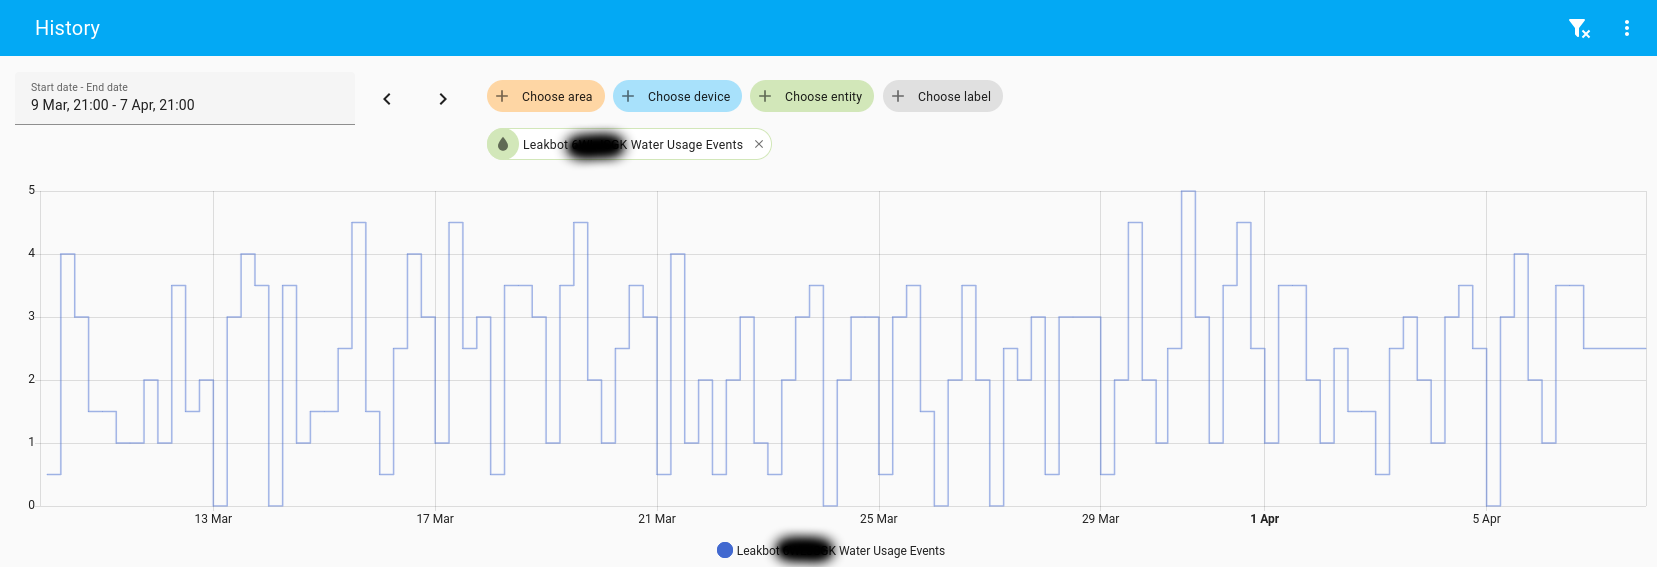 History
Start date - End date
9 Mar, 21:00 - 7 Apr, 21:00
Choose area
Choose device
Choose entity
Choose label
Leakbot K Water Usage Events
5
4
3
2
1
0
13 Mar
17 Mar
21 Mar
25 Mar
29 Mar
1 Apr
5 Apr
Leakbot K Water Usage Events